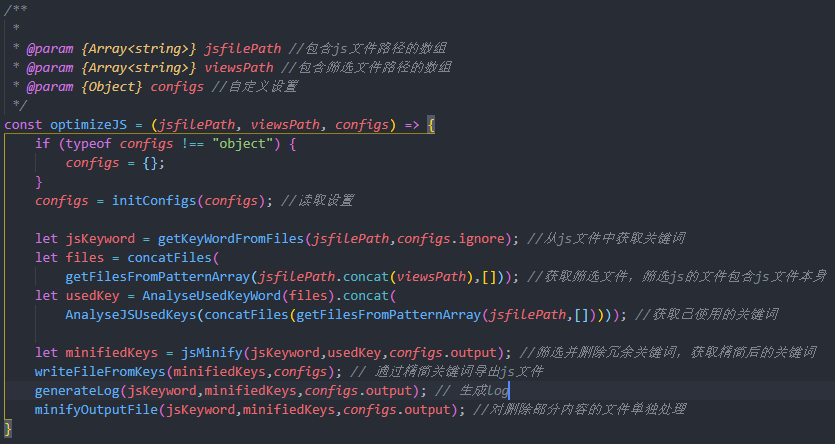 /**
 *
 * @param {Array<string>} jsfilePath //包含js文件路径的数组
 * @param {Array<string>} viewsPath //包含筛选文件路径的数组
 * @param {Object} configs //自定义设置
 */
const optimizeJS = (jsfilePath, viewsPath, configs) => {
    if (typeof configs !== "object") {
        configs = {};
    }
    configs = initConfigs(configs); //读取设置

    let jsKeyword = getKeyWordFromFiles(jsfilePath,configs.ignore); //从js文件中获取关键词
    let files = concatFiles(
        getFilesFromPatternArray(jsfilePath.concat(viewsPath),[])); //获取筛选文件，筛选js的文件包含js文件本身
    let usedKey = AnalyseUsedKeyWord(files).concat(
        AnalyseJSUsedKeys(concatFiles(getFilesFromPatternArray(jsfilePath,[])))); //获取已使用的关键词

    let minifiedKeys = jsMinify(jsKeyword,usedKey,configs.output); //筛选并删除冗余关键词，获取精简后的关键词
    writeFileFromKeys(minifiedKeys,configs); // 通过精简关键词导出js文件
    generateLog(jsKeyword,minifiedKeys,configs.output); // 生成log
    minifyOutputFile(jsKeyword,minifiedKeys,configs.output); //对删除部分内容的文件单独处理
}